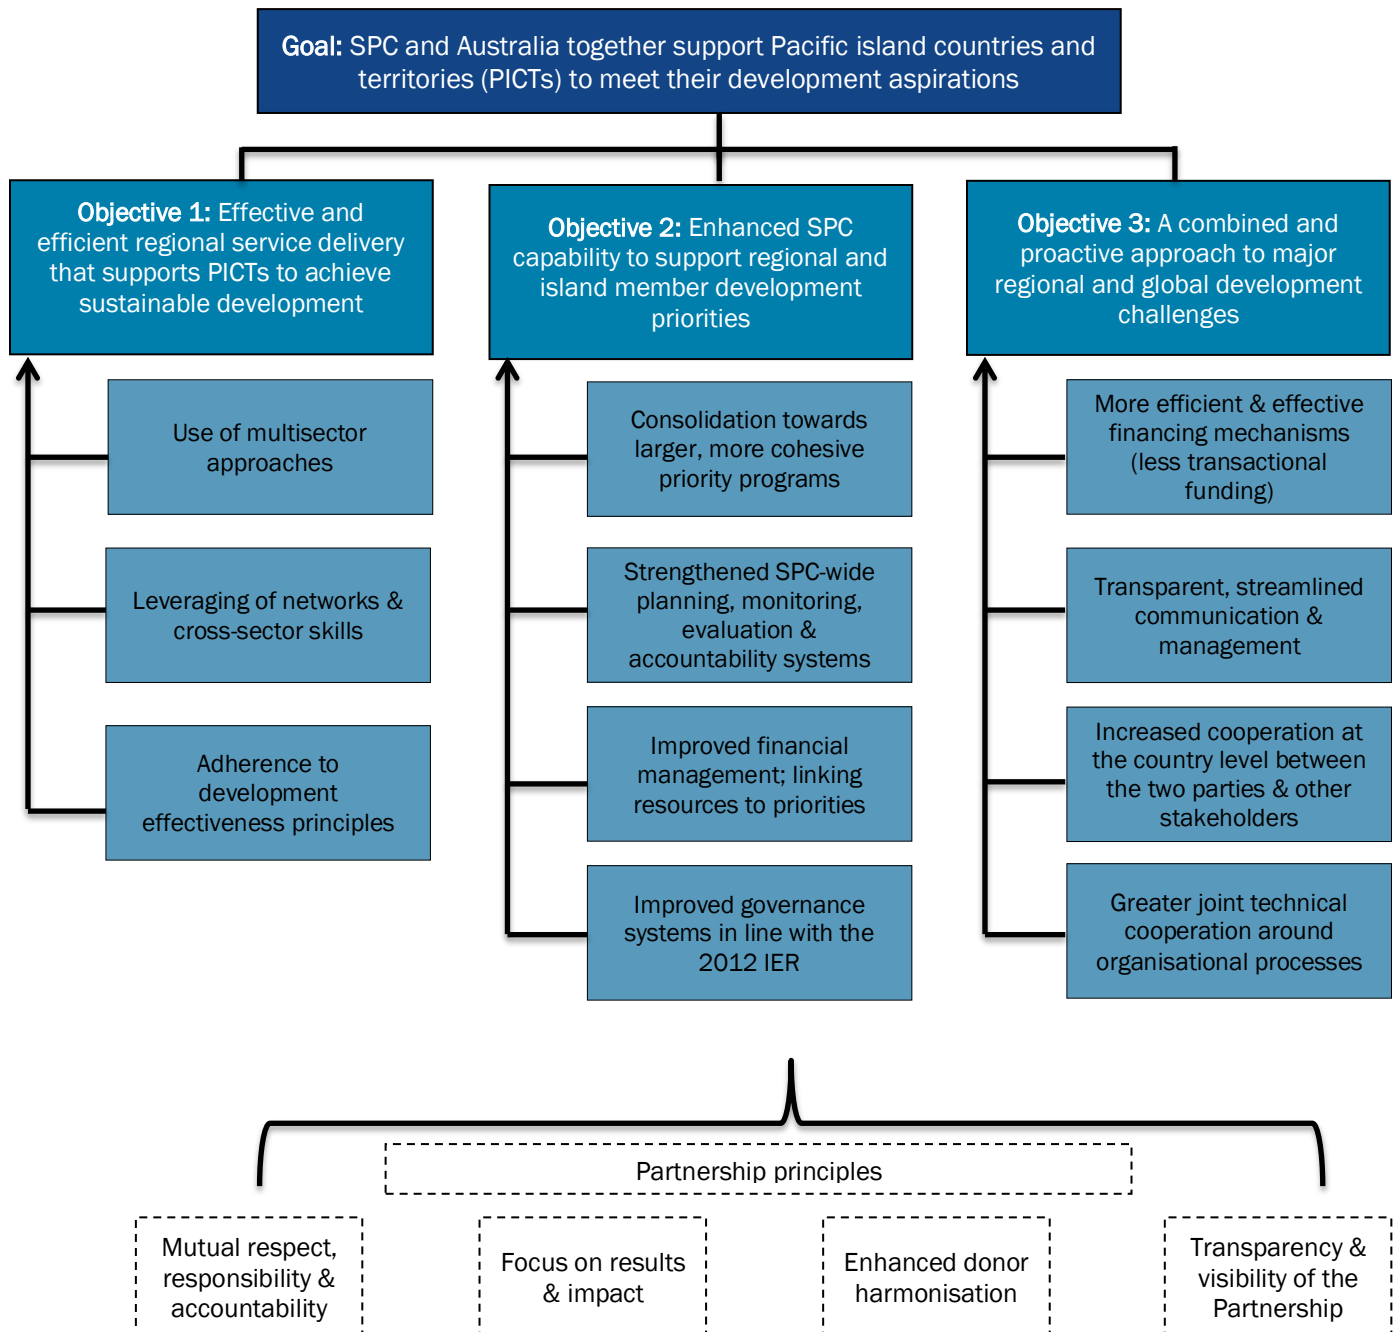 Goal: SPC and Australia together support Pacific island countries and
territories (PICTs) to meet their development aspirations
Objective 1: Effective and
efficient regional service delivery
that supports PICTs to achieve
sustainable development
Use of multisector
approaches
Leveraging of networks &
cross-sector skills
Adherence to
development
effectiveness principles
Objective 2: Enhanced SPC
capability to support regional and
island member development
priorities
Consolidation towards
larger, more cohesive
priority programs
Strengthened SPC-wide
planning, monitoring,
evaluation &
accountability systems
Improved financial
management; linking
resources to priorities
Improved governance
systems in line with the
2012 IER
Objective 3: A combined and
proactive approach to major
regional and global development
challenges
More efficient & effective
financing mechanisms
(less transactional
funding)
Transparent, streamlined
communication &
management
Increased cooperation at
the country level between
the two parties & other
stakeholders
Greater joint technical
cooperation around
organisational processes
Partnership principles
Mutual respect,
responsibility &
accountability
Focus on results
& impact
Enhanced donor
harmonisation
Transparency &
visibility of the
Partnership